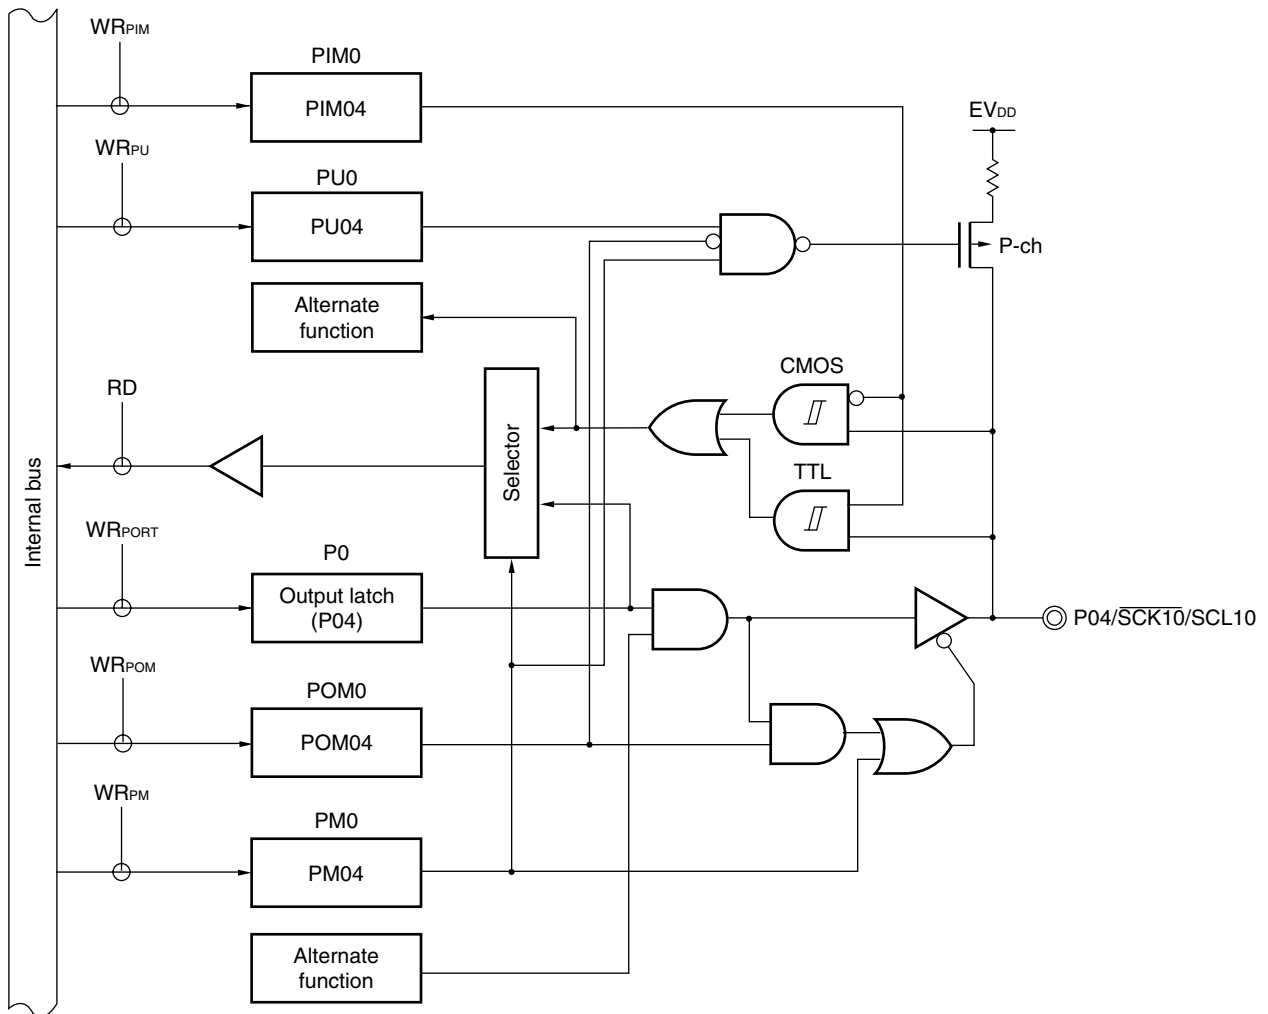 WRPIM
PIM0
PIM04
EVDD
WRPU
PU0
PU04
P-ch
Alternate
function
CMOS
RD
Selector
TTL
Internal bus
WRPORT
P0
Output latch
(P04)
P04/SCK10/SCL10
WRPOM
POM0
POM04
WRPM
PM0
PM04
Alternate
function